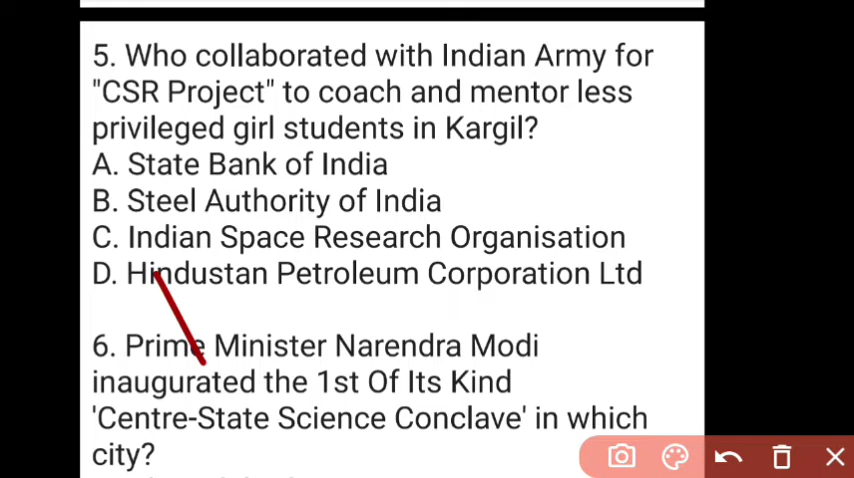 5. Who collaborated with Indian Army for
"CSR Project" to coach and mentor less
privileged girl students in Kargil?
A. State Bank of India
B. Steel Authority of India
C. Indian Space Research Organisation
D. Hindustan Petroleum Corporation Ltd
6. Prime Minister Narendra Modi
inaugurated the 1st Of Its Kind
'Centre-State Science Conclave' in which
city?